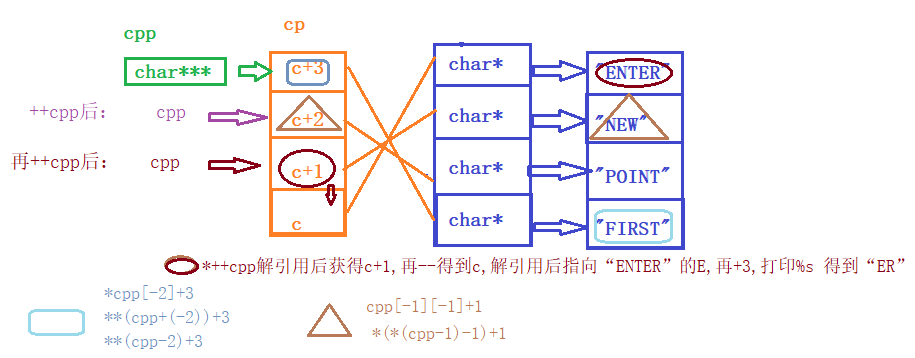 cpp cp
char*** c+3 char* "ENTER"
++cpp后: cpp c+2 char* "NEW"
再++cpp后: cpp c+1 char* "POINT"
c char* "FIRST"
*++cpp解引用后获得c+1,再--得到c,解引用后指向“ENTER”的E,再+3,打印%s 得到“ER”
*cpp[-2]+3
**(cpp+(-2))+3
**(cpp-2)+3
cpp[-1][-1]+1
*(*(cpp-1)-1)+1